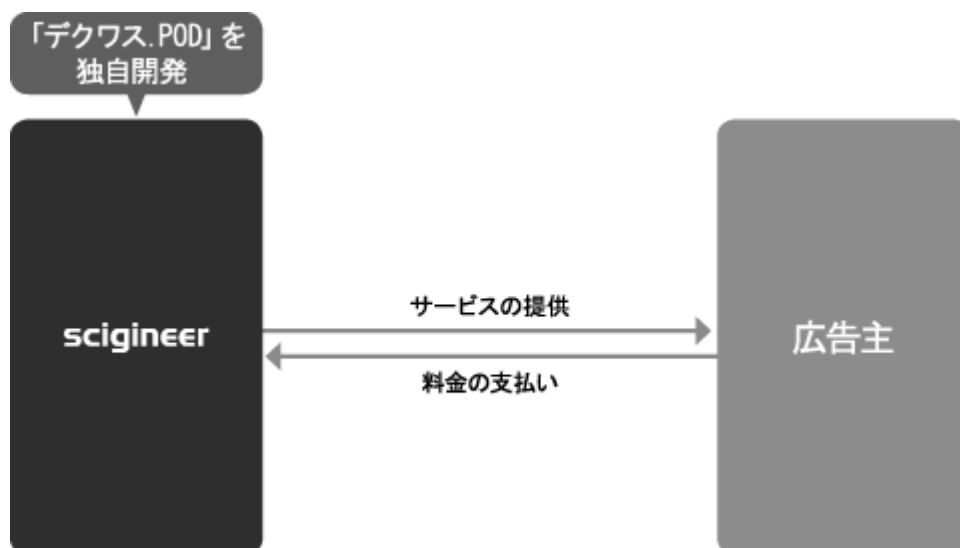 「デクワス.POD」を
独自開発
サービスの提供
scigineer
広告主
料金の支払い